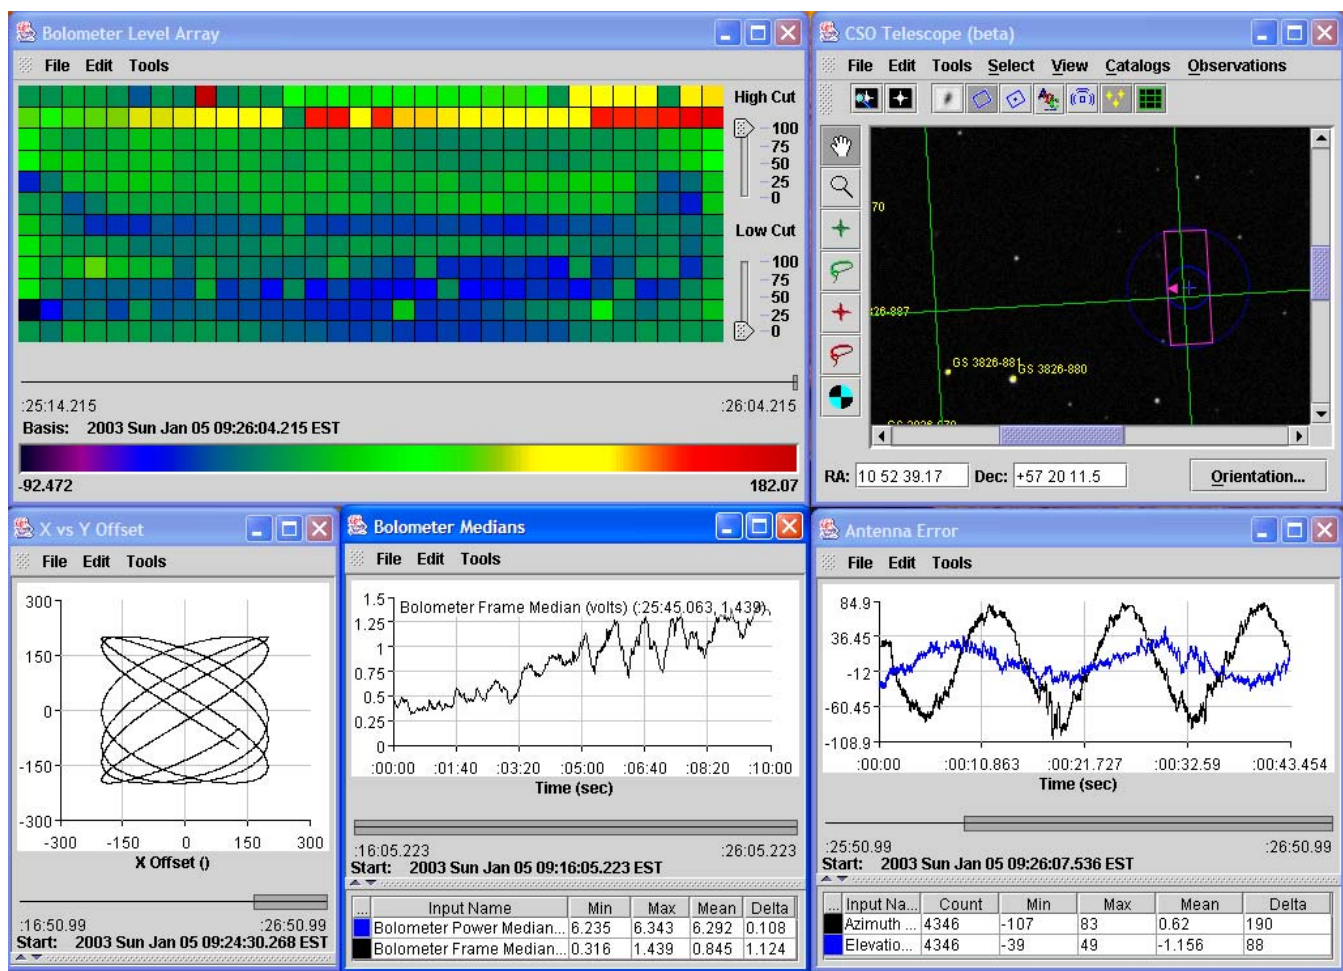 Bolometer Level Array
File Edit Tools
High Cut
100
75
50
25
0
Low Cut
100
75
50
25
0
:25:14.215 :26:04.215
Basis: 2003 Sun Jan 05 09:26:04.215 EST
-92.472 182.07
CSO Telescope (beta)
File Edit Tools Select View Catalogs Observations
70
26-887
GS 3826-881
GS 3826-880
RA: 10 52 39.17 Dec: +57 20 11.5 Orientation...
X vs Y Offset
File Edit Tools
300
150
0
-150
-300
-300 -150 0 150 300
X Offset ()
:16:50.99 :26:50.99
Start: 2003 Sun Jan 05 09:24:30.268 EST
Bolometer Medians
File Edit Tools
Bolometer Frame Median (volts) (:25:45.063, 1.439)
1.5
1.25
1
0.75
0.5
0.25
0
:00:00 :01:40 :03:20 :05:00 :06:40 :08:20 :10:00
Time (sec)
:16:05.223 :26:05.223
Start: 2003 Sun Jan 05 09:16:05.223 EST
... Input Name Min Max Mean Delta
Bolometer Power Median... 6.235 6.343 6.292 0.108
Bolometer Frame Median... 0.316 1.439 0.845 1.124
Antenna Error
File Edit Tools
84.9
36.45
-12
-60.45
-108.9
:00:00 :00:10.863 :00:21.727 :00:32.59 :00:43.454
Time (sec)
:25:50.99 :26:50.99
Start: 2003 Sun Jan 05 09:26:07.536 EST
... Input Na... Count Min Max Mean Delta
Azimuth ... 4346 -107 83 0.62 190
Elevatio... 4346 -39 49 -1.156 88